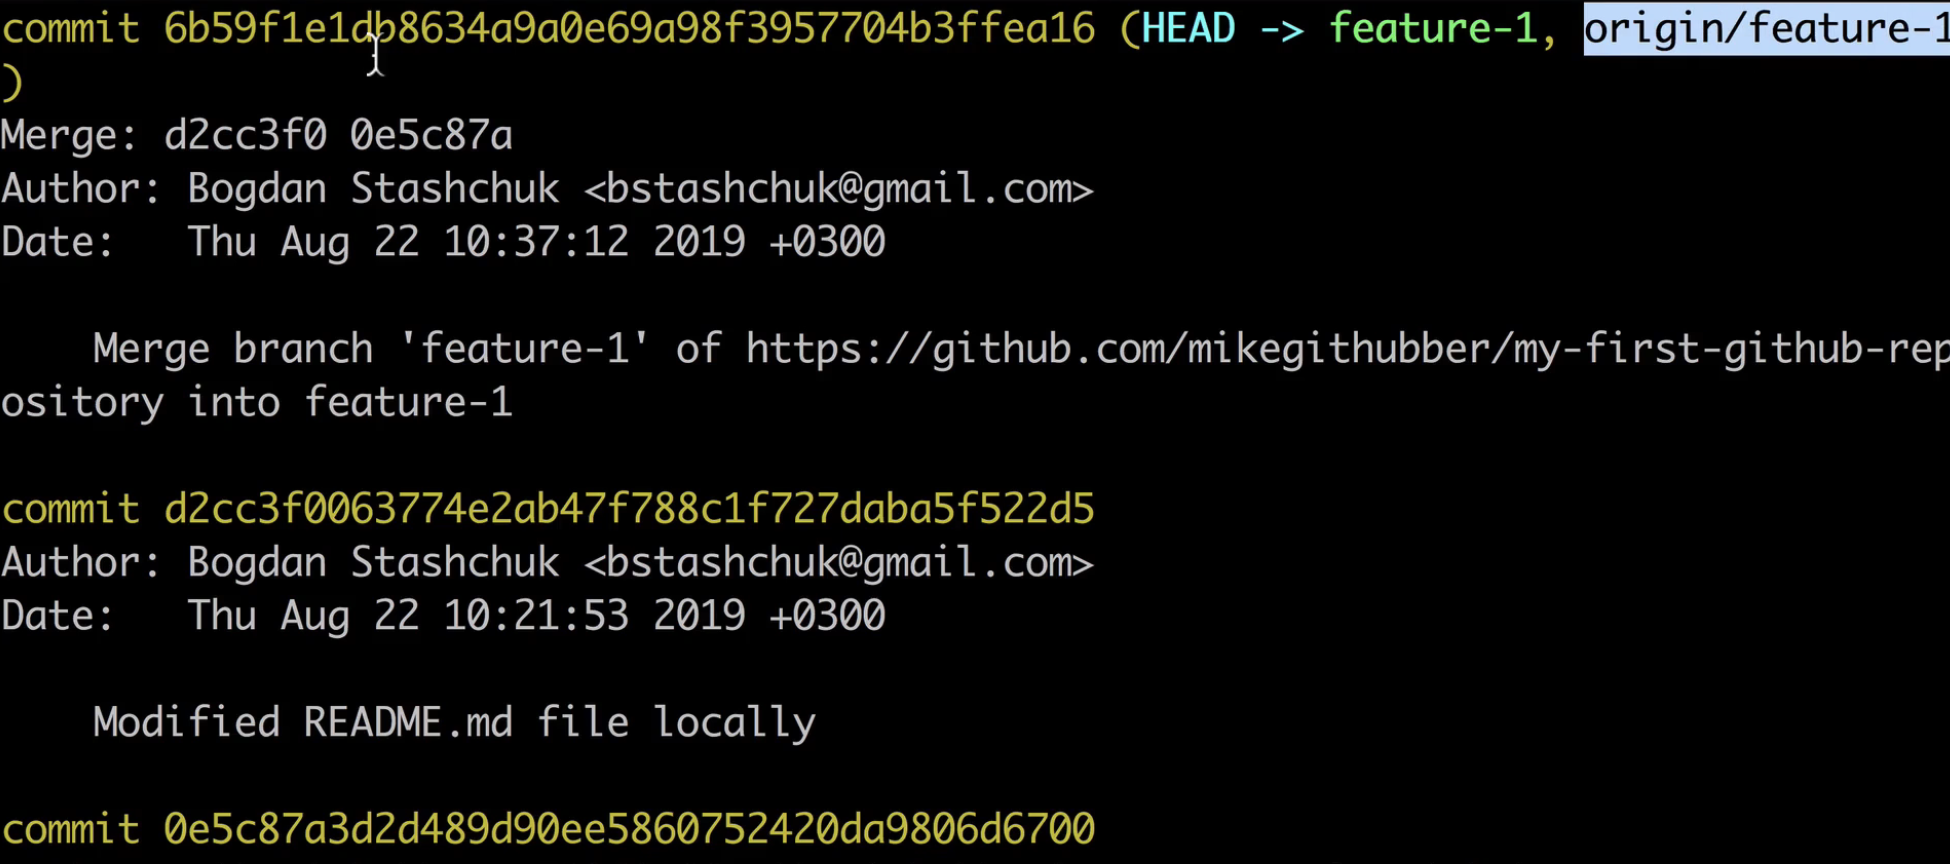 commit 6b59f1e1db8634a9a0e69a98f3957704b3ffea16 (HEAD -> feature-1, origin/feature-1
)
Merge: d2cc3f0 0e5c87a
Author: Bogdan Stashchuk <bstashchuk@gmail.com>
Date:   Thu Aug 22 10:37:12 2019 +0300
    Merge branch 'feature-1' of https://github.com/mikegithubber/my-first-github-rep
ository into feature-1
commit d2cc3f0063774e2ab47f788c1f727daba5f522d5
Author: Bogdan Stashchuk <bstashchuk@gmail.com>
Date:   Thu Aug 22 10:21:53 2019 +0300
    Modified README.md file locally
commit 0e5c87a3d2d489d90ee5860752420da9806d6700